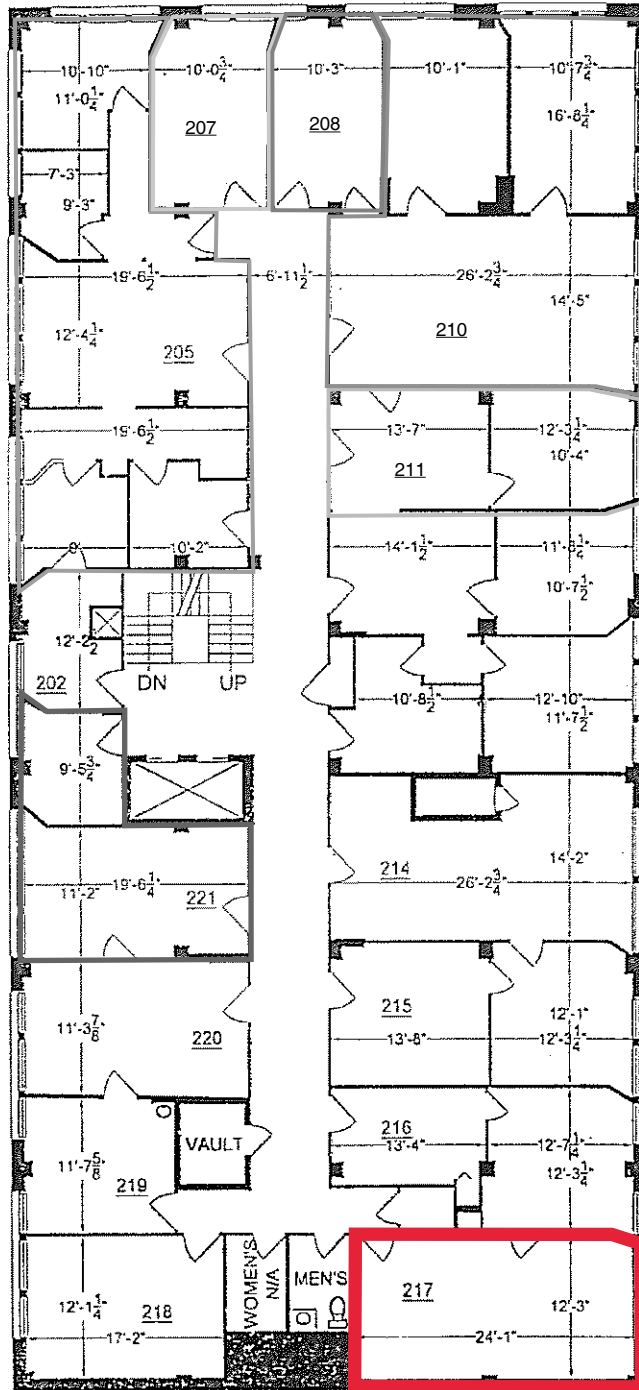 10'-10" 10'-0 3/4" 10'-3" 10'-1" 10'-7 3/4"
11'-0 1/4"
16'-8 1/4"
207 208
7'-3"
9'-3"
19'-6 1/2" 6'-11 1/2" 26'-2 3/4"
14'-5"
12'-4 1/4"
210
205
19'-6 1/2" 13'-7" 12'-3 1/4"
10'-4"
211
10'-2" 14'-1 1/2" 11'-8 1/4"
10'-7 1/2"
202
DN UP
10'-8 1/2" 12'-10"
11'-7 1/2"
9'-5 3/4"
214 14'-2"
26'-2 3/4"
11'-2" 19'-6 1/4" 221
215
12'-1"
11'-3 7/8" 220 13'-8" 12'-3 1/4"
216
VAULT 13'-4" 12'-7 1/4"
11'-7 5/8" 12'-3 1/4"
219
WOMEN'S
N/A
MEN'S
217
12'-1 1/4" 218 12'-3"
17'-2" 24'-1"